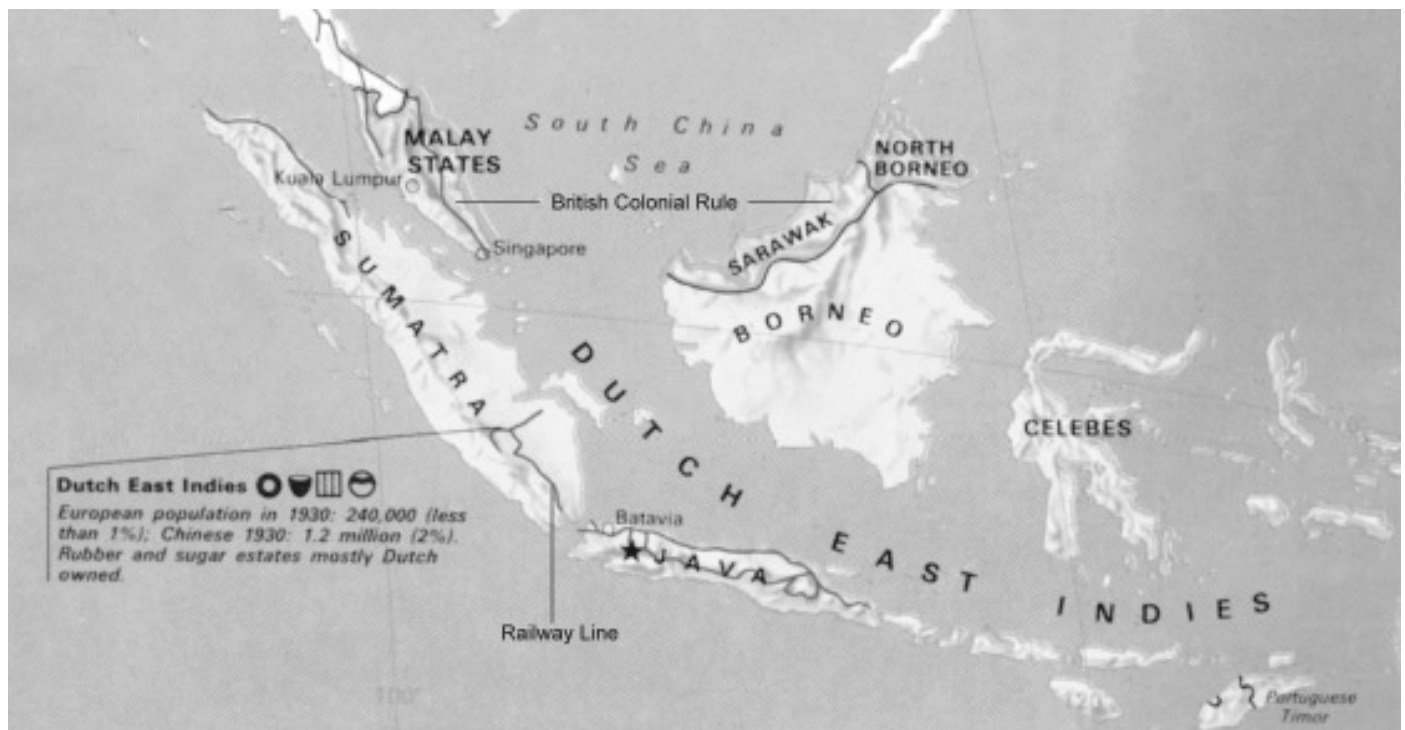 South China
Sea
MALAY
STATES
NORTH
BORNEO
Kuala Lumpur
British Colonial Rule
SARAWAK
Singapore
SUMATRA
BORNEO
DUTCH EAST INDIES
CELEBES
Dutch East Indies
European population in 1930: 240,000 (less
than 1%); Chinese 1930: 1.2 million (2%).
Rubber and sugar estates mostly Dutch
owned.
Batavia
JAVA
Railway Line
100°
120°
Portuguese
Timor